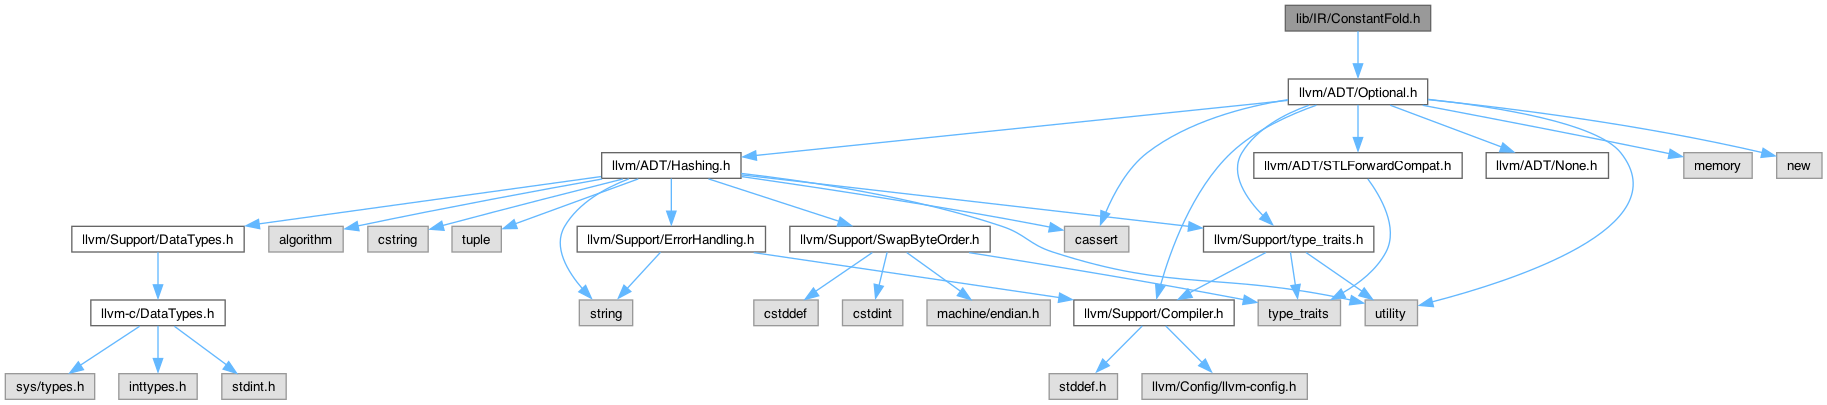 lib/IR/ConstantFold.h
llvm/ADT/Optional.h
llvm/ADT/Hashing.h
llvm/ADT/STLForwardCompat.h
llvm/ADT/None.h
memory
new
llvm/Support/DataTypes.h
algorithm
cstring
tuple
llvm/Support/ErrorHandling.h
llvm/Support/SwapByteOrder.h
cassert
llvm/Support/type_traits.h
llvm-c/DataTypes.h
string
cstddef
cstdint
machine/endian.h
llvm/Support/Compiler.h
type_traits
utility
sys/types.h
inttypes.h
stdint.h
stddef.h
llvm/Config/llvm-config.h